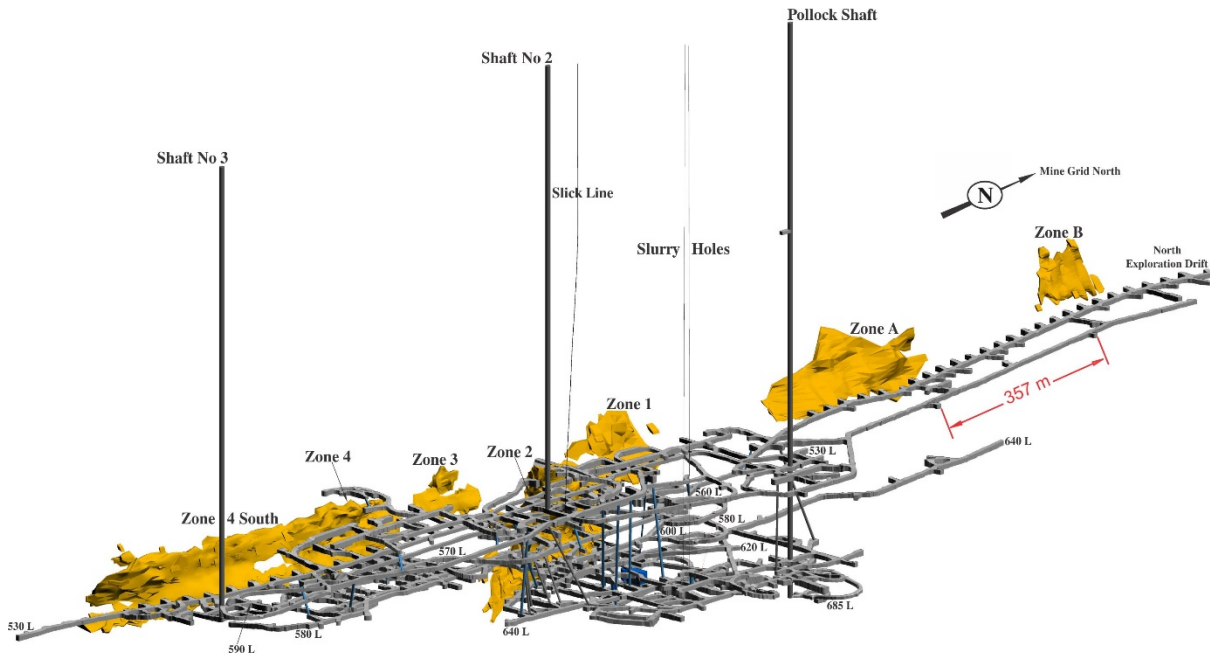 Pollock Shaft
Shaft No 2
Shaft No 3
Slick Line
Mine Grid North
N
Slurry Holes
Zone B
North
Exploration Drift
Zone A
357 m
Zone 1
Zone 2
Zone 3
Zone 4
Zone 4 South
640 L
530 L
560 L
580 L
600 L
620 L
570 L
685 L
530 L
580 L
590 L
640 L